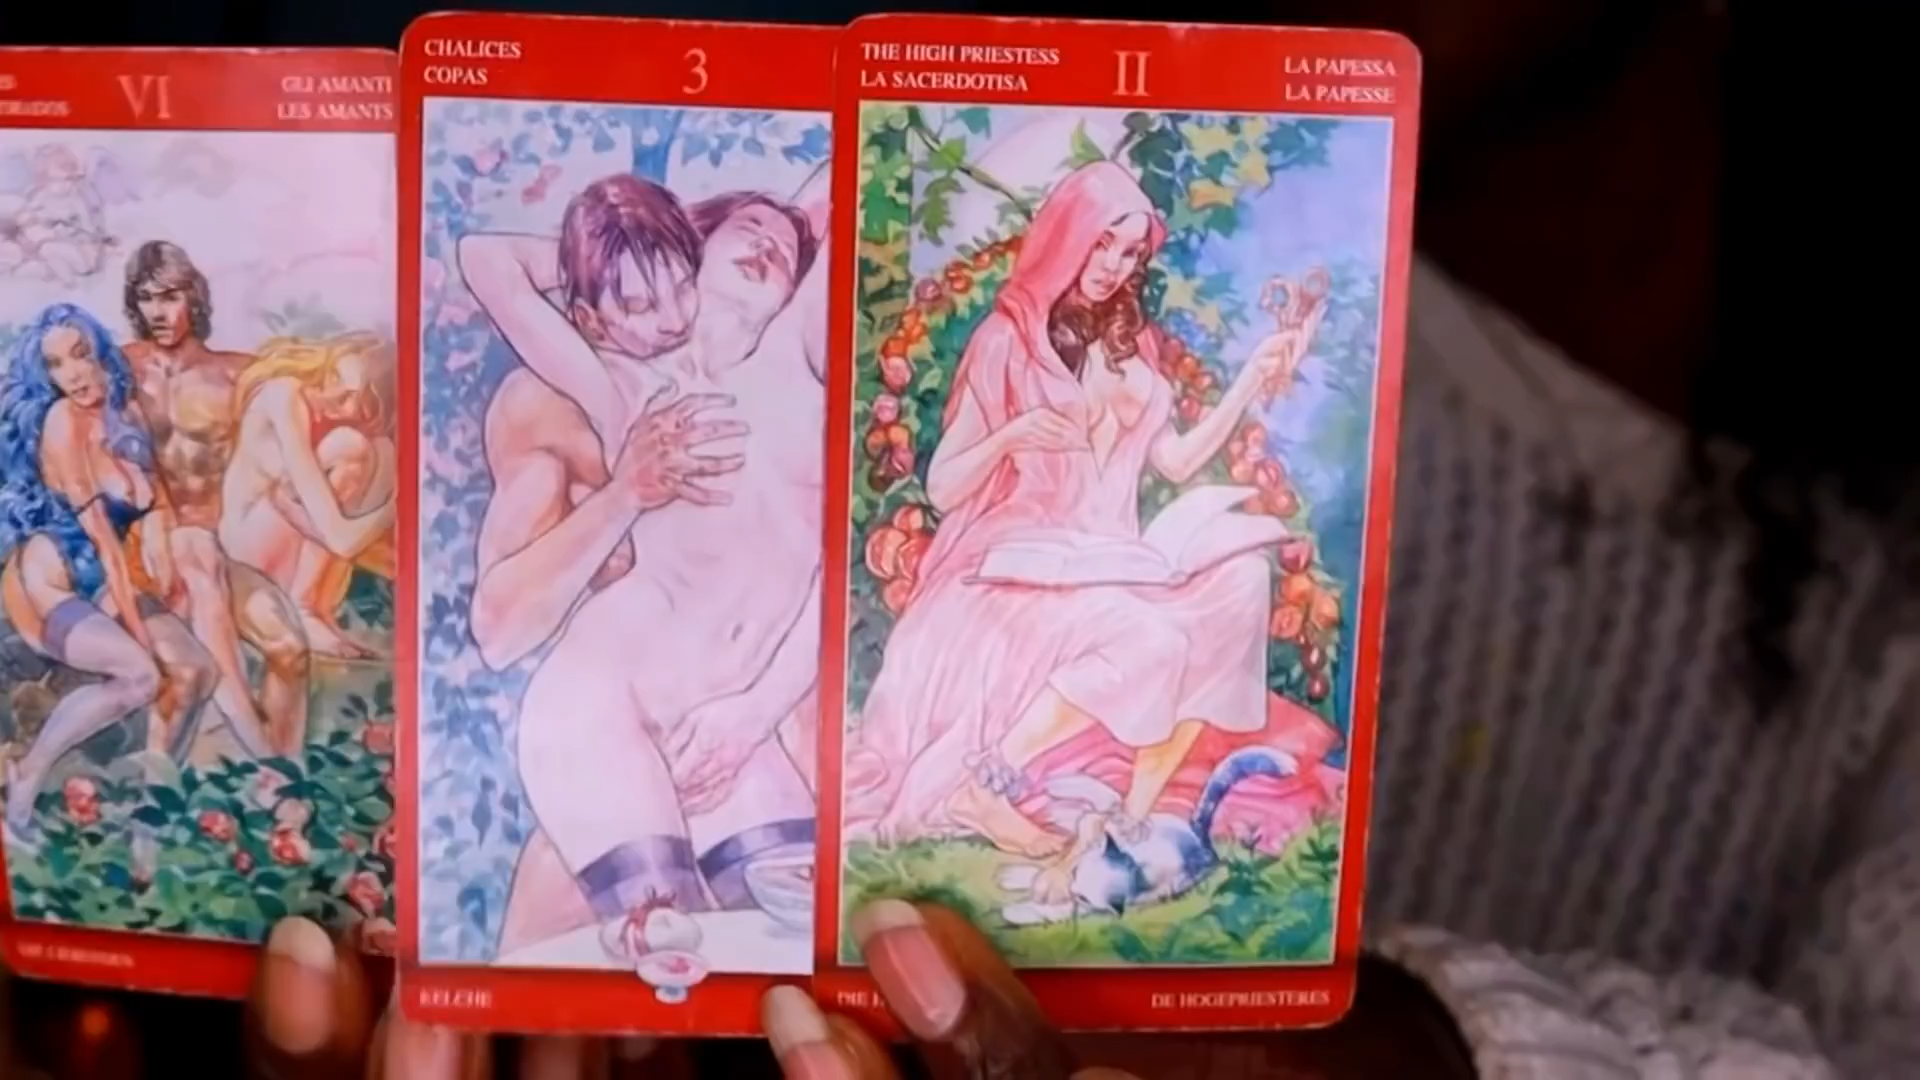 VI
GLI AMANTI
LES AMANTS
CHALICES
COPAS
3
KELCHE
THE HIGH PRIESTESS
LA SACERDOTISA
II
LA PAPESSA
LA PAPESSE
DIE
DE HOGEPRIESTERES